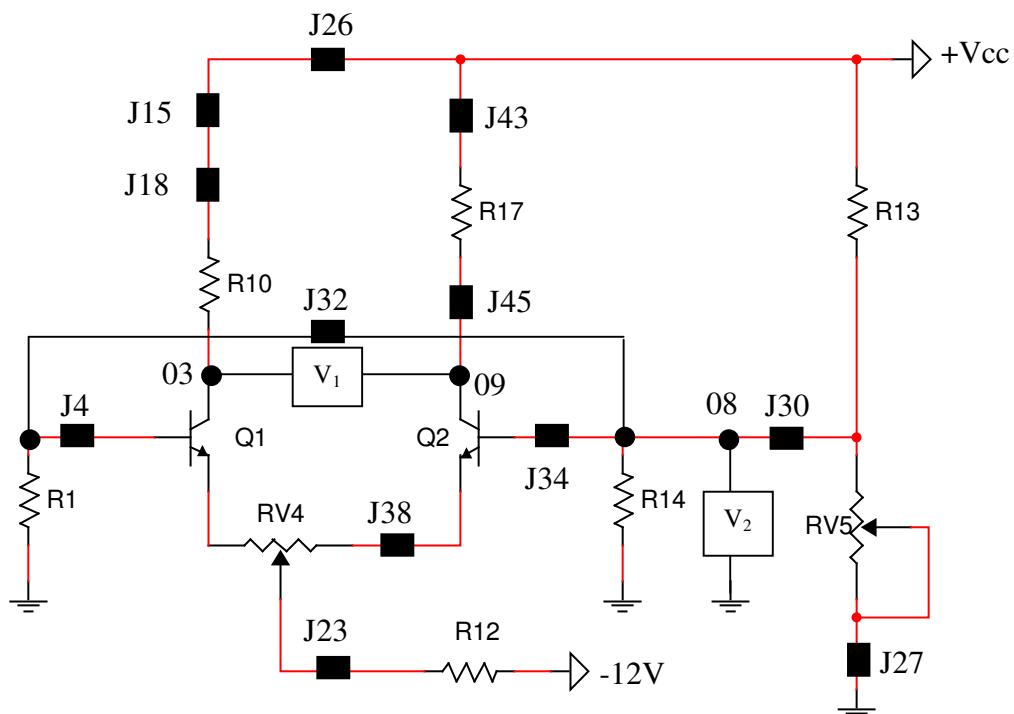 J26
+Vcc
J15
J43
J18
R17
R13
R10
J32
J45
03
V₁
09
08
J30
J4
Q1
Q2
J34
R1
R14
RV4
J38
V₂
RV5
J23
R12
-12V
J27